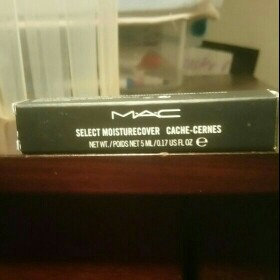 MAC
SELECT MOISTURECOVER CACHE-CERNES
NET WT./POIDS NET 5 ML/0.17 US FL OZ ℮